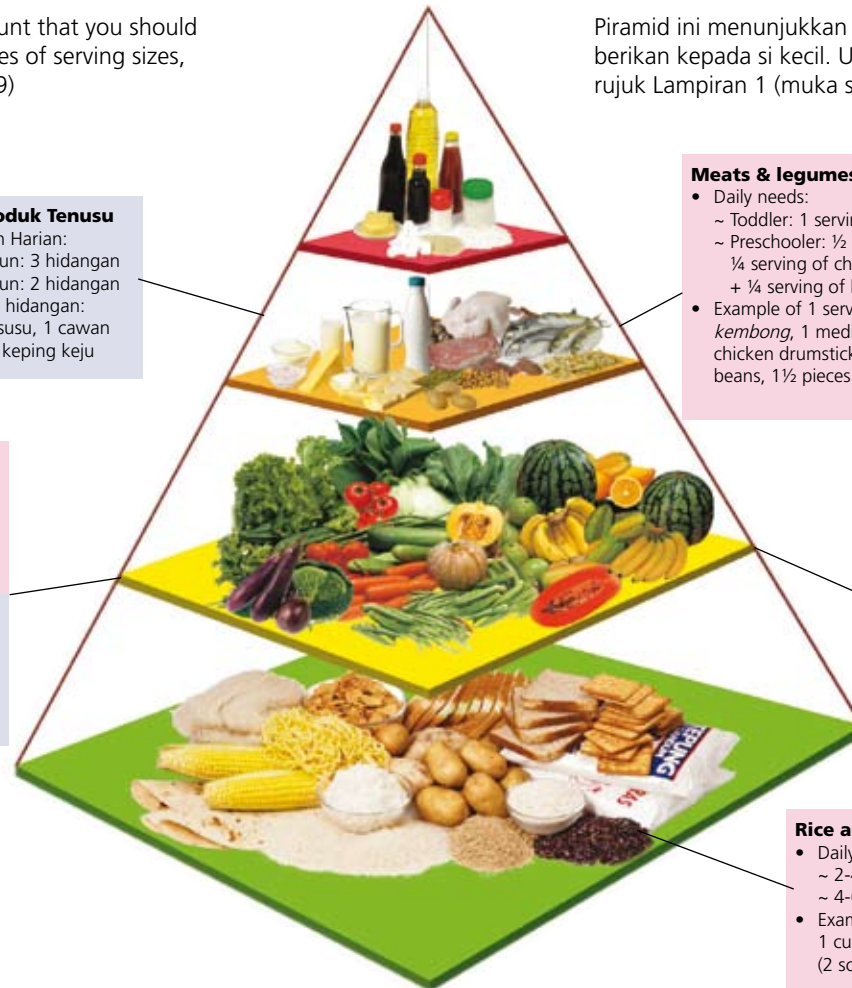 unt that you should
es of serving sizes,
9)
Piramid ini menunjukkan
berikan kepada si kecil. U
rujuk Lampiran 1 (muka s
oduk Tenusu
n Harian:
un: 3 hidangan
un: 2 hidangan
hidangan:
susu, 1 cawan
keping keju
Meats & legumes
• Daily needs:
~ Toddler: 1 servin
~ Preschooler: ½
¼ serving of ch
+ ¼ serving of
• Example of 1 serv
kembong, 1 med
chicken drumstick
beans, 1½ pieces
TEPUNG
RAS
Rice a
• Daily
~ 2-
~ 4-
• Exam
1 cu
(2 sc